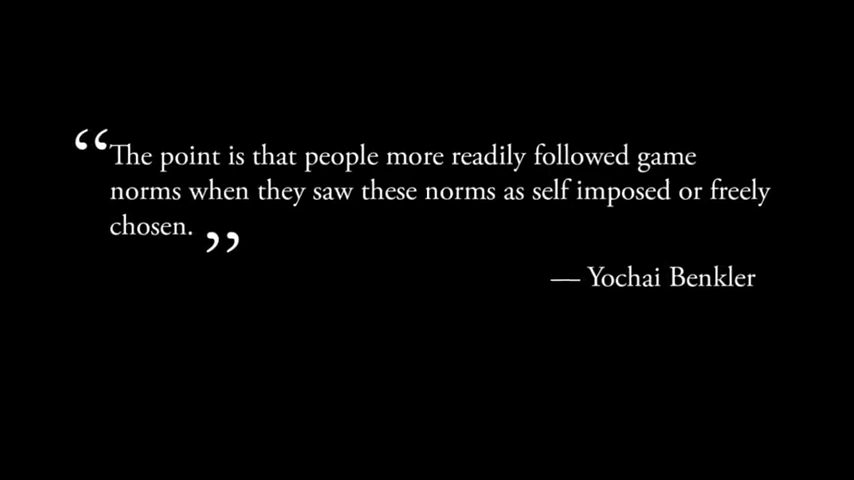 “The point is that people more readily followed game
norms when they saw these norms as self imposed or freely
chosen.”
— Yochai Benkler